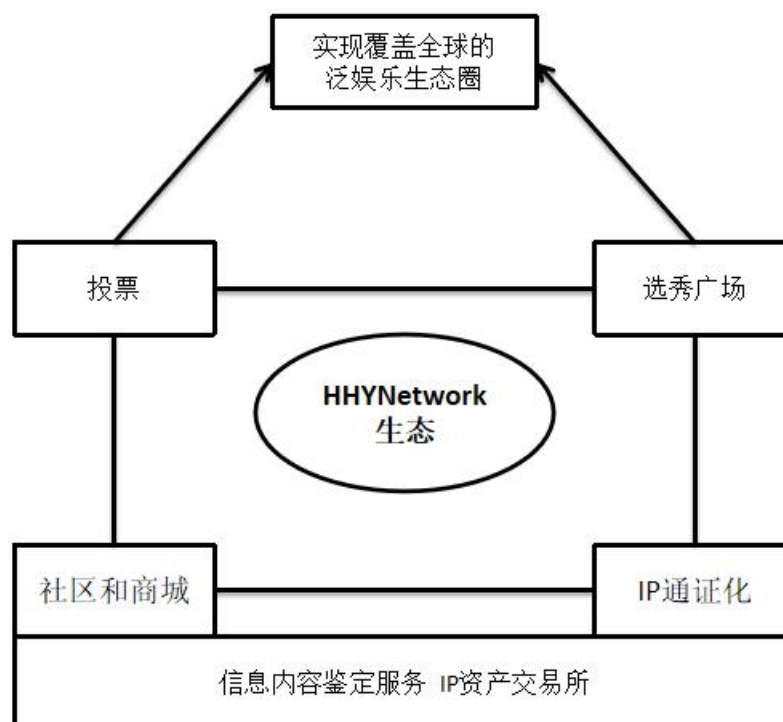 实现覆盖全球的
泛娱乐生态圈
投票
选秀广场
HHYNetwork
生态
社区和商城
IP通证化
信息内容鉴定服务 IP资产交易所